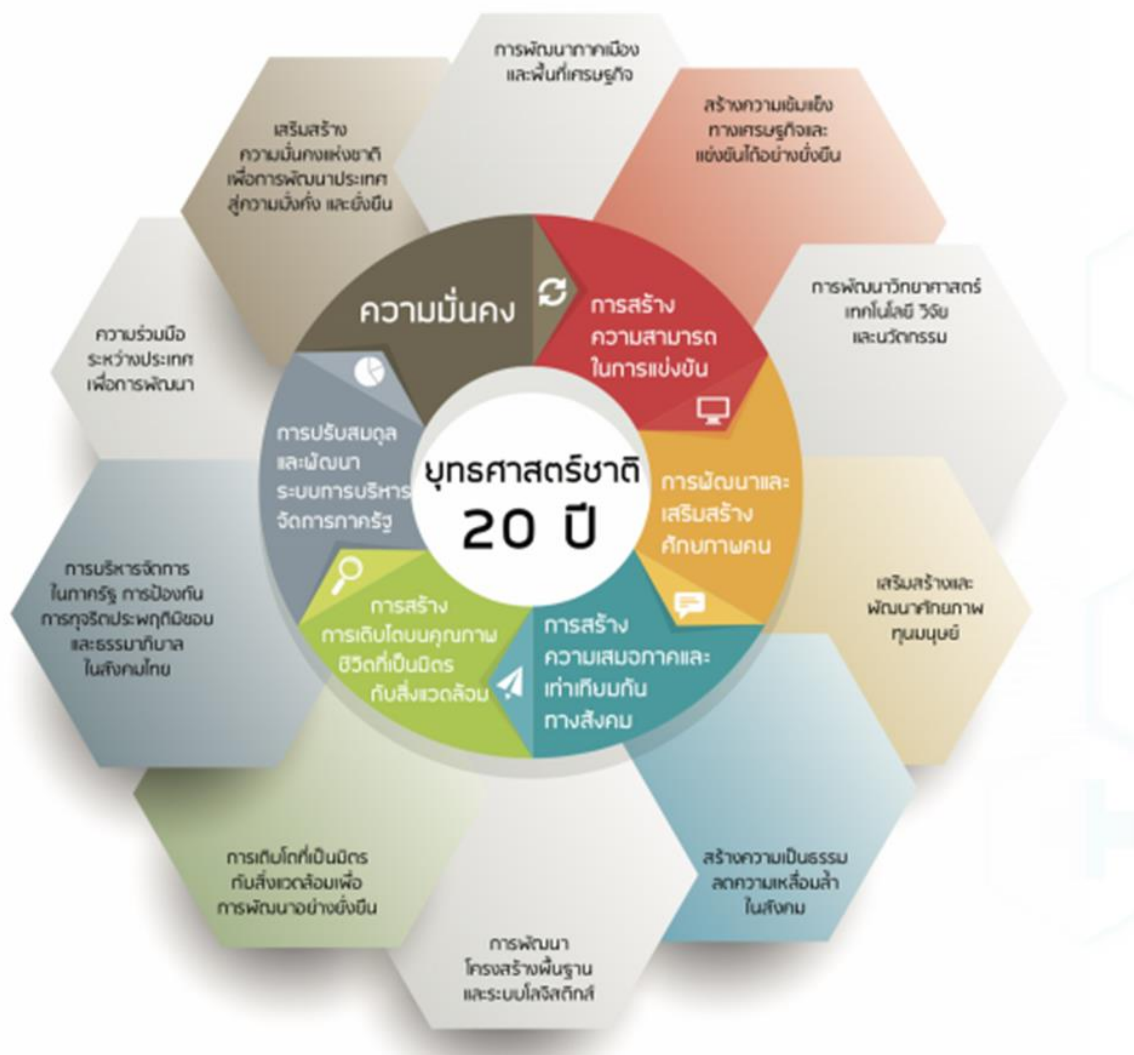 การพัฒนาภาคเมือง
และพื้นที่เศรษฐกิจ
สร้างความเข้มแข็ง
ทางเศรษฐกิจและ
แข่งขันได้อย่างยั่งยืน
การพัฒนาวิทยาศาสตร์
เทคโนโลยี วิจัย
และนวัตกรรม
เสริมสร้างและ
พัฒนาศักยภาพ
ทุนมนุษย์
สร้างความเป็นธรรม
ลดความเหลื่อมล้ำ
ในสังคม
การพัฒนา
โครงสร้างพื้นฐาน
และระบบโลจิสติกส์
การเติบโตที่เป็นมิตร
กับสิ่งแวดล้อมเพื่อ
การพัฒนาอย่างยั่งยืน
การบริหารจัดการ
ในภาครัฐ การป้องกัน
การทุจริตประพฤติมิชอบ
และธรรมาภิบาล
ในสังคมไทย
ความร่วมมือ
ระหว่างประเทศ
เพื่อการพัฒนา
เสริมสร้าง
ความมั่นคงแห่งชาติ
เพื่อการพัฒนาประเทศ
สู่ความมั่งคั่ง และยั่งยืน
ความมั่นคง
การสร้าง
ความสามารถ
ในการแข่งขัน
การพัฒนาและ
เสริมสร้าง
ศักยภาพคน
การสร้าง
ความเสมอภาคและ
เท่าเทียมกัน
ทางสังคม
การสร้าง
การเติบโตบนคุณภาพ
ชีวิตที่เป็นมิตร
กับสิ่งแวดล้อม
การปรับสมดุล
และพัฒนา
ระบบการบริหาร
จัดการภาครัฐ
ยุทธศาสตร์ชาติ
20 ปี